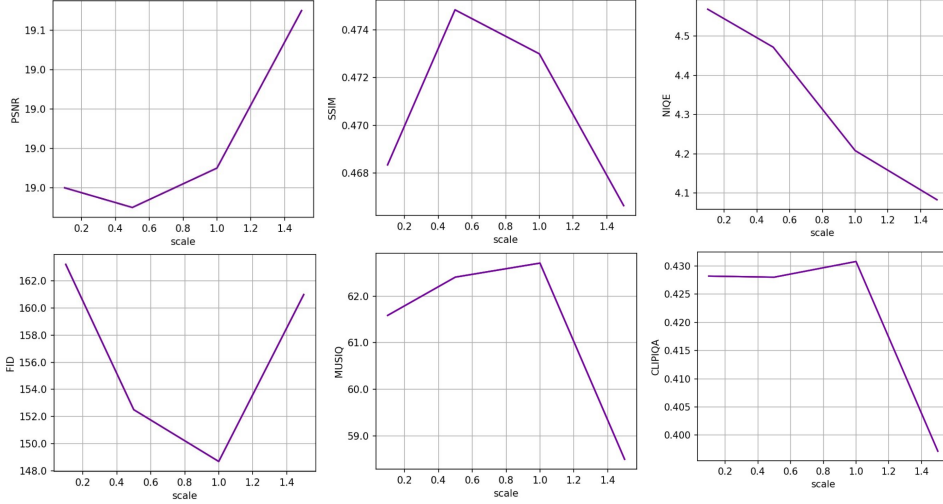 PSNR
19.1
19.0
19.0
19.0
19.0
0.2 0.4 0.6 0.8 1.0 1.2 1.4
scale
SSIM
0.474
0.472
0.470
0.468
0.2 0.4 0.6 0.8 1.0 1.2 1.4
scale
NIQE
4.5
4.4
4.3
4.2
4.1
0.2 0.4 0.6 0.8 1.0 1.2 1.4
scale
FID
162.0
160.0
158.0
156.0
154.0
152.0
150.0
148.0
0.2 0.4 0.6 0.8 1.0 1.2 1.4
scale
MUSIQ
62.0
61.0
60.0
59.0
0.2 0.4 0.6 0.8 1.0 1.2 1.4
scale
CLIPIQA
0.430
0.425
0.420
0.415
0.410
0.405
0.400
0.2 0.4 0.6 0.8 1.0 1.2 1.4
scale